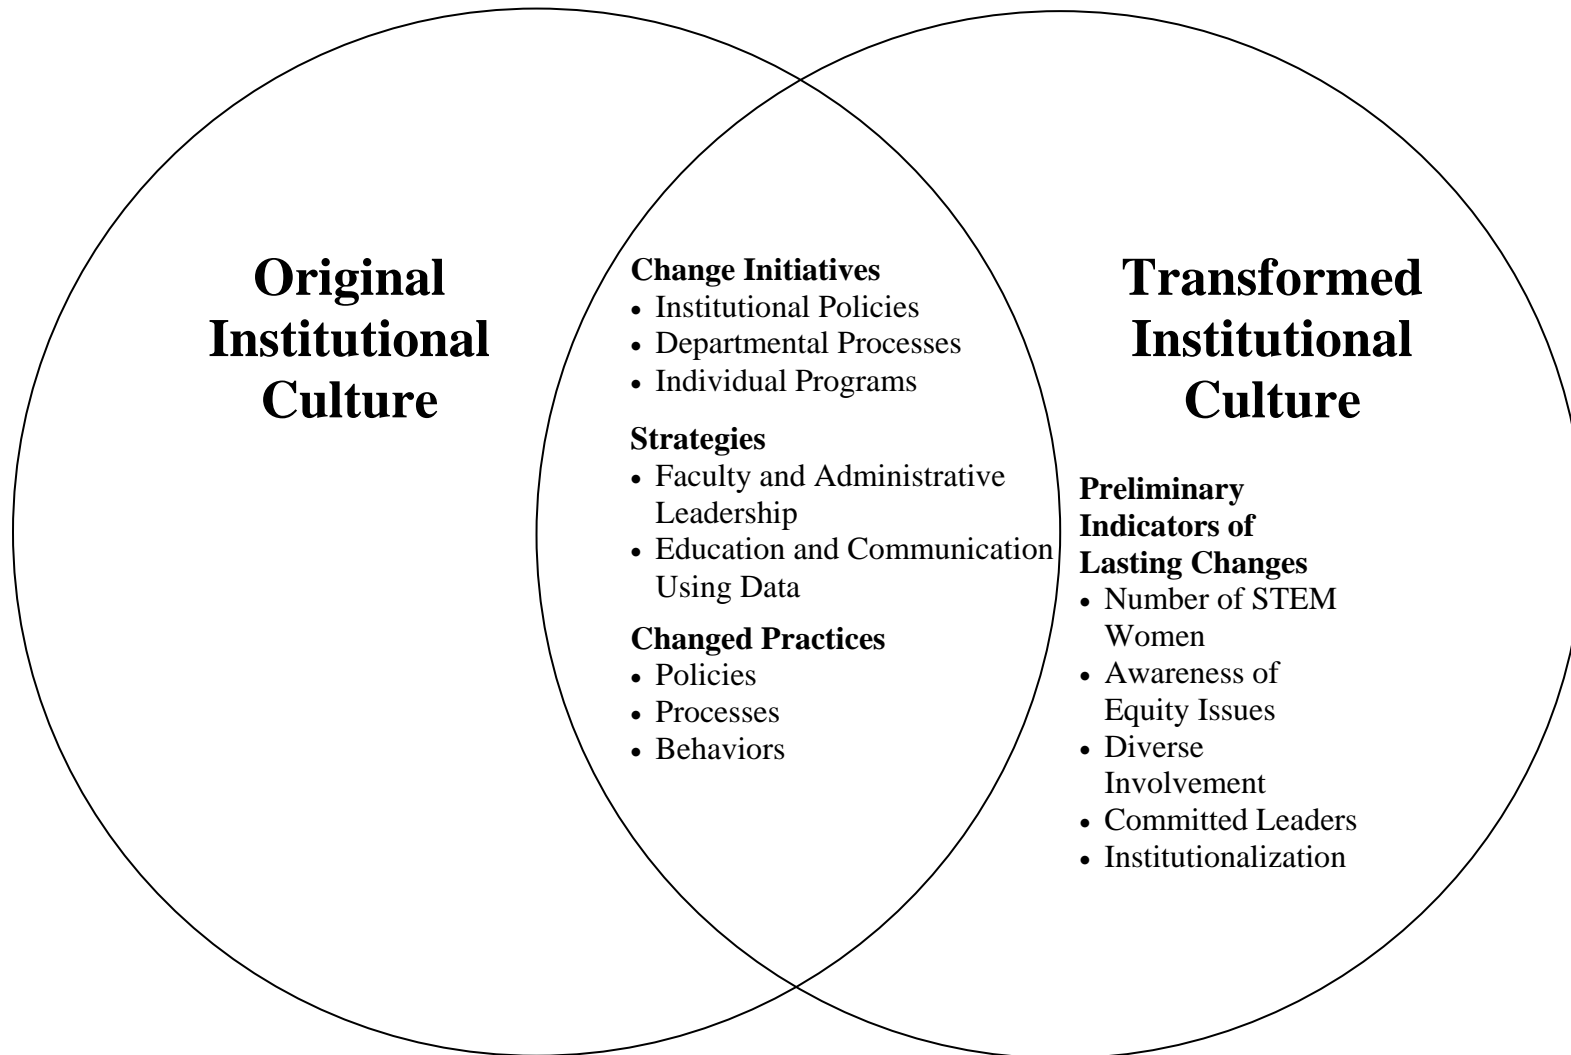 Original
Institutional
Culture
Change Initiatives
• Institutional Policies
• Departmental Processes
• Individual Programs
Strategies
• Faculty and Administrative
Leadership
• Education and Communication
Using Data
Changed Practices
• Policies
• Processes
• Behaviors
Transformed
Institutional
Culture
Preliminary
Indicators of
Lasting Changes
• Number of STEM
Women
• Awareness of
Equity Issues
• Diverse
Involvement
• Committed Leaders
• Institutionalization